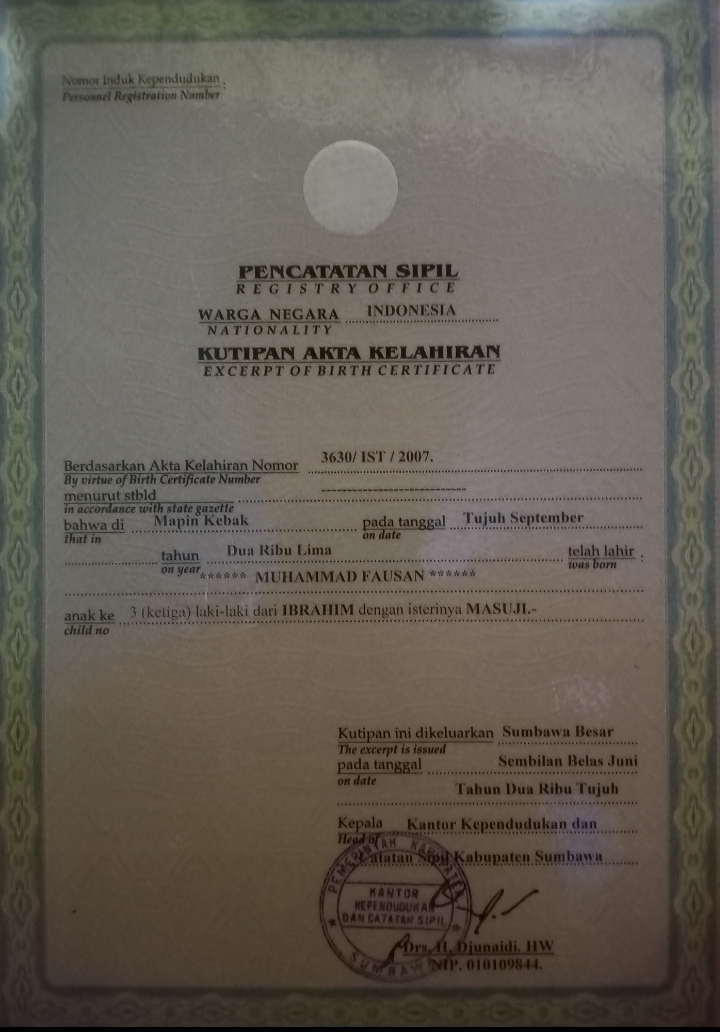 Nomor Induk Kependudukan :
Personnel Registration Number
PENCATATAN SIPIL
REGISTRY OFFICE
WARGA NEGARA INDONESIA
NATIONALITY
KUTIPAN AKTA KELAHIRAN
EXCERPT OF BIRTH CERTIFICATE
Berdasarkan Akta Kelahiran Nomor 3630/ IST / 2007.
By virtue of Birth Certificate Number
menurut stbld ---------------------------
in accordance with state gazette
bahwa di Mapin Kebak pada tanggal Tujuh September
that in on date
tahun Dua Ribu Lima telah lahir :
on year was born
****** MUHAMMAD FAUSAN ******
anak ke 3 (ketiga) laki-laki dari IBRAHIM dengan isterinya MASUJI.-
child no
Kutipan ini dikeluarkan Sumbawa Besar
The excerpt is issued
pada tanggal Sembilan Belas Juni
on date
Tahun Dua Ribu Tujuh
Kepala Kantor Kependudukan dan
Head of
Catatan Sipil Kabupaten Sumbawa
PEMERINTAH KABUPATEN
KANTOR
KEPENDUDUKAN
DAN CATATAN SIPIL
SUMBAWA
Drs. H. Djunaidi. HW
NIP. 010109844.